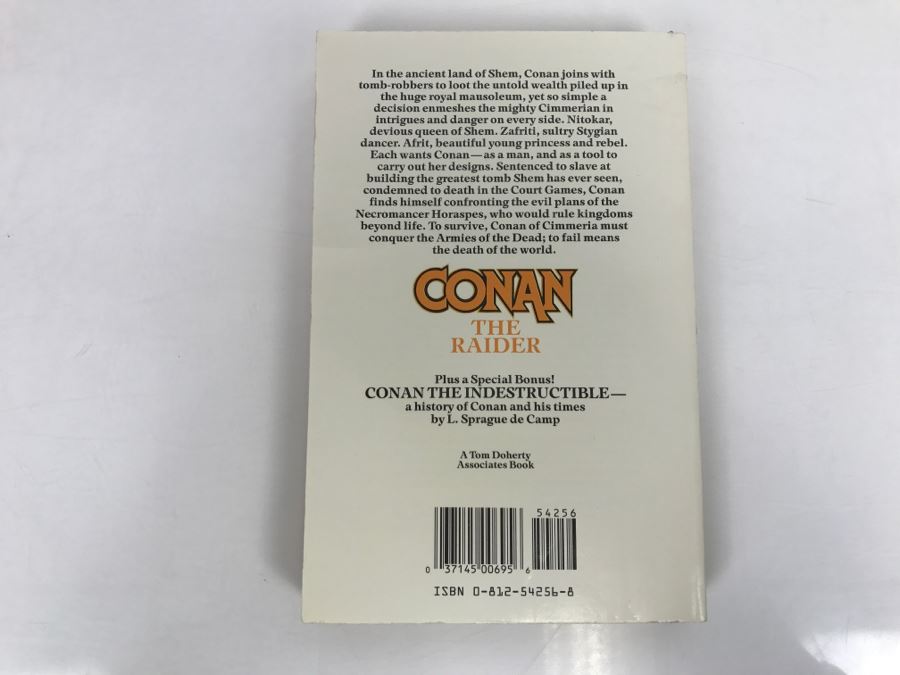 In the ancient land of Shem, Conan joins with
tomb-robbers to loot the untold wealth piled up in
the huge royal mausoleum, yet so simple a
decision enmeshes the mighty Cimmerian in
intrigues and danger on every side. Nitokar,
devious queen of Shem. Zafriti, sultry Stygian
dancer. Afrit, beautiful young princess and rebel.
Each wants Conan—as a man, and as a tool to
carry out her designs. Sentenced to slave at
building the greatest tomb Shem has ever seen,
condemned to death in the Court Games, Conan
finds himself confronting the evil plans of the
Necromancer Horaspes, who would rule kingdoms
beyond life. To survive, Conan of Cimmeria must
conquer the Armies of the Dead; to fail means
the death of the world.
CONAN
THE
RAIDER
Plus a Special Bonus!
CONAN THE INDESTRUCTIBLE—
a history of Conan and his times
by L. Sprague de Camp
A Tom Doherty
Associates Book
54256
0 37145 00695 6
ISBN 0-812-54256-8